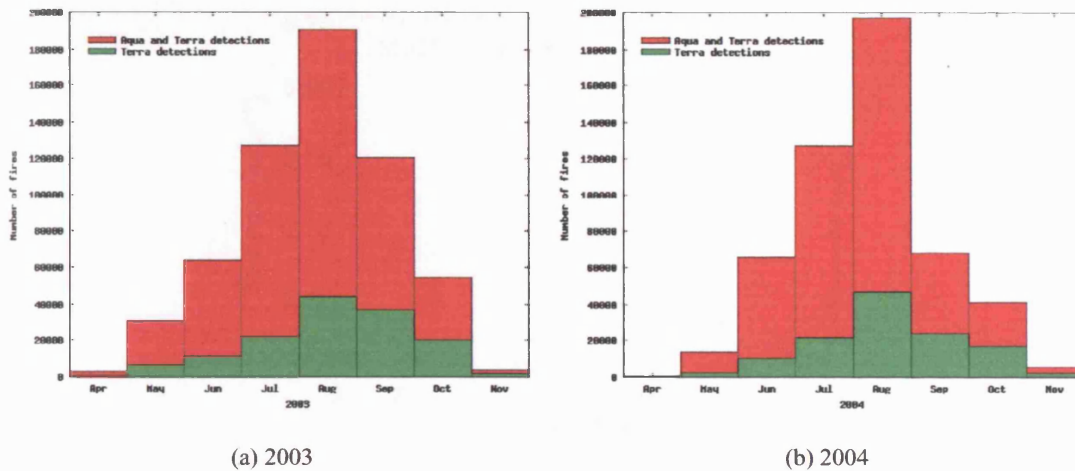 200000
180000
160000
140000
120000
100000
80000
60000
40000
20000
0
Number of fires
Aqua and Terra detections
Terra detections
Apr May Jun Jul Aug Sep Oct Nov
2003
(a) 2003
200000
180000
160000
140000
120000
100000
80000
60000
40000
20000
0
Number of fires
Aqua and Terra detections
Terra detections
Apr May Jun Jul Aug Sep Oct Nov
2004
(b) 2004